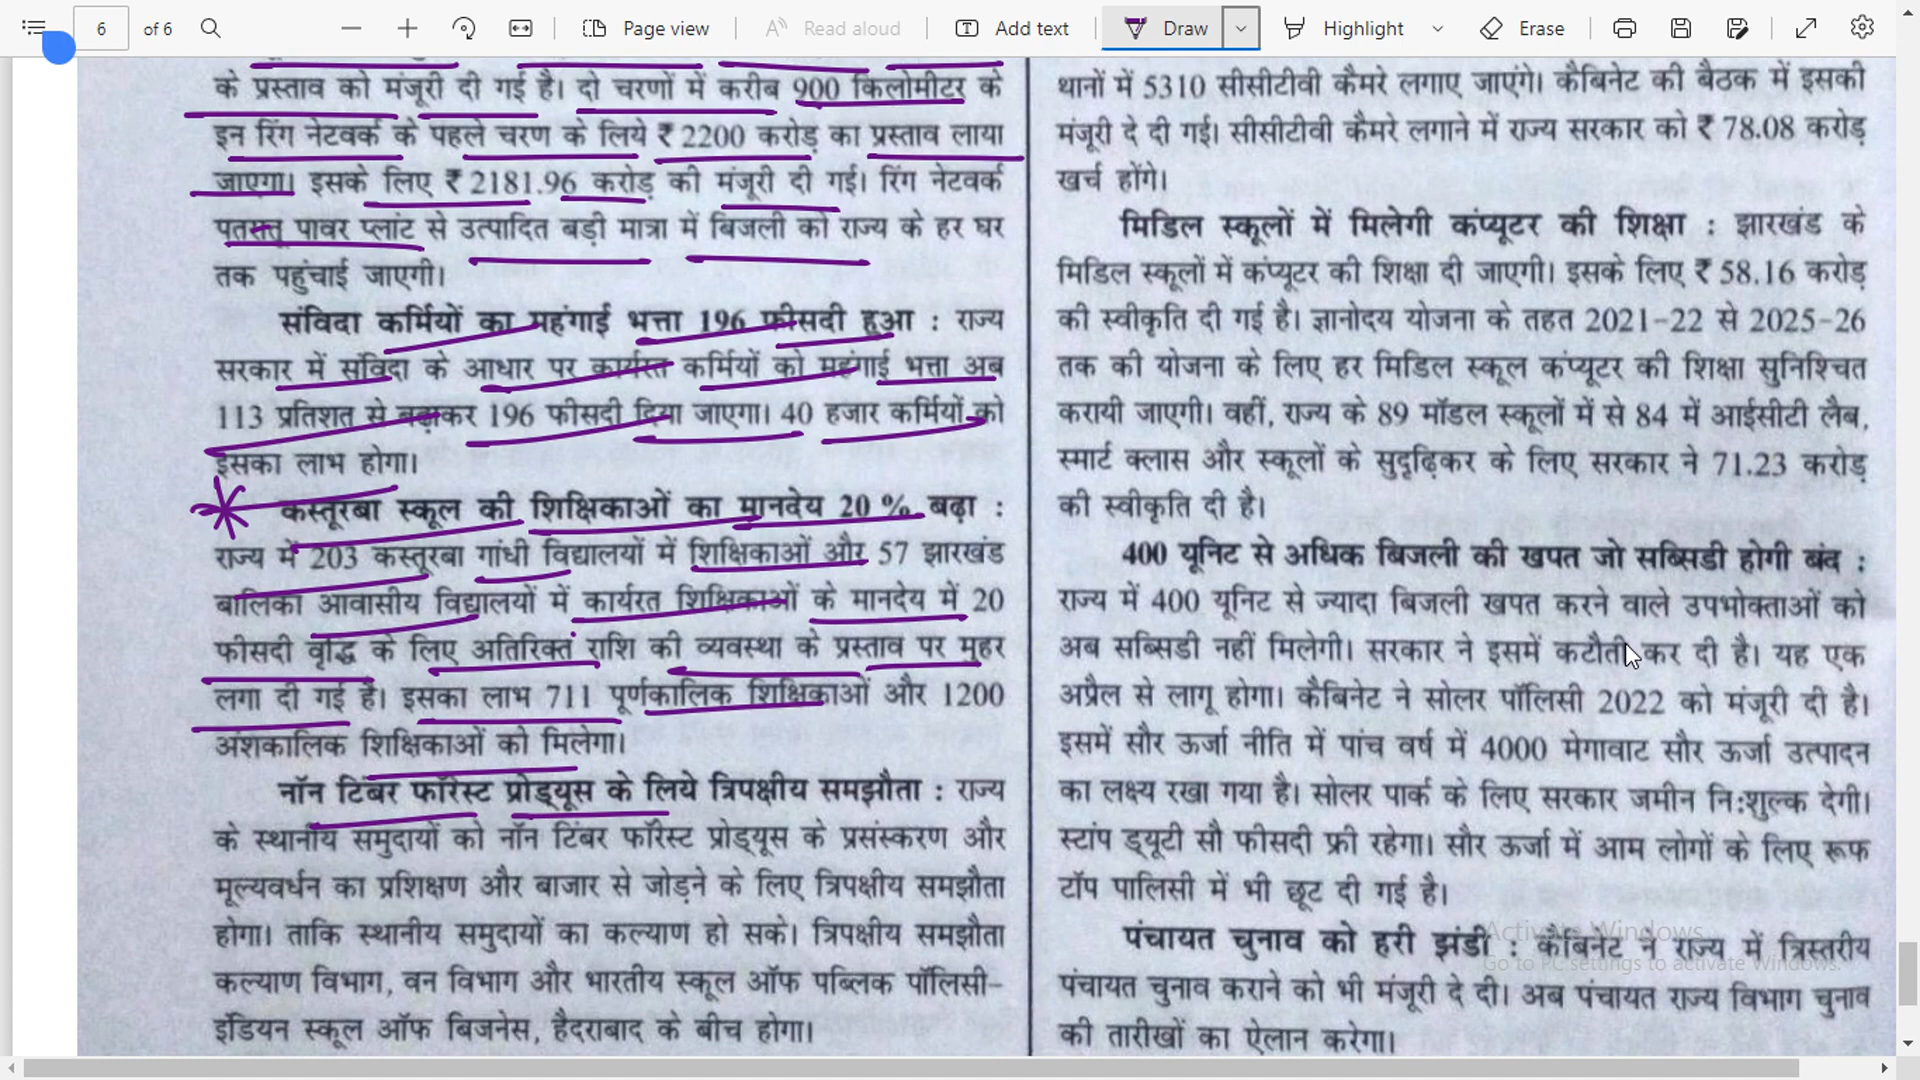 6
of 6
Page view
Read aloud
Add text
Draw
Highlight
Erase
के प्रस्ताव को मंजूरी दी गई है। दो चरणों में करीब 900 किलोमीटर के
इन रिंग नेटवर्क के पहले चरण के लिये ₹ 2200 करोड़ का प्रस्ताव लाया
जाएगा। इसके लिए ₹ 2181.96 करोड़ की मंजूरी दी गई। रिंग नेटवर्क
पतरातू पावर प्लांट से उत्पादित बड़ी मात्रा में बिजली को राज्य के हर घर
तक पहुंचाई जाएगी।
संविदा कर्मियों का महंगाई भत्ता 196 फीसदी हुआ : राज्य
सरकार में संविदा के आधार पर कार्यरत कर्मियों को महंगाई भत्ता अब
113 प्रतिशत से बढ़ाकर 196 फीसदी दिया जाएगा। 40 हजार कर्मियों को
इसका लाभ होगा।
कस्तूरबा स्कूल की शिक्षिकाओं का मानदेय 20 % बढ़ा :
राज्य में 203 कस्तूरबा गांधी विद्यालयों में शिक्षिकाओं और 57 झारखंड
बालिका आवासीय विद्यालयों में कार्यरत शिक्षिकाओं के मानदेय में 20
फीसदी वृद्धि के लिए अतिरिक्त राशि की व्यवस्था के प्रस्ताव पर मुहर
लगा दी गई है। इसका लाभ 711 पूर्णकालिक शिक्षिकाओं और 1200
अंशकालिक शिक्षिकाओं को मिलेगा।
नॉन टिंबर फॉरेस्ट प्रोड्यूस के लिये त्रिपक्षीय समझौता : राज्य
के स्थानीय समुदायों को नॉन टिंबर फॉरेस्ट प्रोड्यूस के प्रसंस्करण और
मूल्यवर्धन का प्रशिक्षण और बाजार से जोड़ने के लिए त्रिपक्षीय समझौता
होगा। ताकि स्थानीय समुदायों का कल्याण हो सके। त्रिपक्षीय समझौता
कल्याण विभाग, वन विभाग और भारतीय स्कूल ऑफ पब्लिक पॉलिसी-
इंडियन स्कूल ऑफ बिजनेस, हैदराबाद के बीच होगा।
थानों में 5310 सीसीटीवी कैमरे लगाए जाएंगे। कैबिनेट की बैठक में इसकी
मंजूरी दे दी गई। सीसीटीवी कैमरे लगाने में राज्य सरकार को ₹ 78.08 करोड़
खर्च होंगे।
मिडिल स्कूलों में मिलेगी कंप्यूटर की शिक्षा : झारखंड के
मिडिल स्कूलों में कंप्यूटर की शिक्षा दी जाएगी। इसके लिए ₹ 58.16 करोड़
की स्वीकृति दी गई है। ज्ञानोदय योजना के तहत 2021-22 से 2025-26
तक की योजना के लिए हर मिडिल स्कूल कंप्यूटर की शिक्षा सुनिश्चित
करायी जाएगी। वहीं, राज्य के 89 मॉडल स्कूलों में से 84 में आईसीटी लैब,
स्मार्ट क्लास और स्कूलों के सुदृढ़िकर के लिए सरकार ने 71.23 करोड़
की स्वीकृति दी है।
400 यूनिट से अधिक बिजली की खपत जो सब्सिडी होगी बंद :
राज्य में 400 यूनिट से ज्यादा बिजली खपत करने वाले उपभोक्ताओं को
अब सब्सिडी नहीं मिलेगी। सरकार ने इसमें कटौती कर दी है। यह एक
अप्रैल से लागू होगा। कैबिनेट ने सोलर पॉलिसी 2022 को मंजूरी दी है।
इसमें सौर ऊर्जा नीति में पांच वर्ष में 4000 मेगावाट सौर ऊर्जा उत्पादन
का लक्ष्य रखा गया है। सोलर पार्क के लिए सरकार जमीन नि:शुल्क देगी।
स्टांप ड्यूटी सौ फीसदी फ्री रहेगा। सौर ऊर्जा में आम लोगों के लिए रूफ
टॉप पालिसी में भी छूट दी गई है।
पंचायत चुनाव को हरी झंडी : कैबिनेट ने राज्य में त्रिस्तरीय
पंचायत चुनाव कराने को भी मंजूरी दे दी। अब पंचायत राज्य विभाग चुनाव
की तारीखों का ऐलान करेगा।
Activate Windows
Go to PC settings to activate Windows.